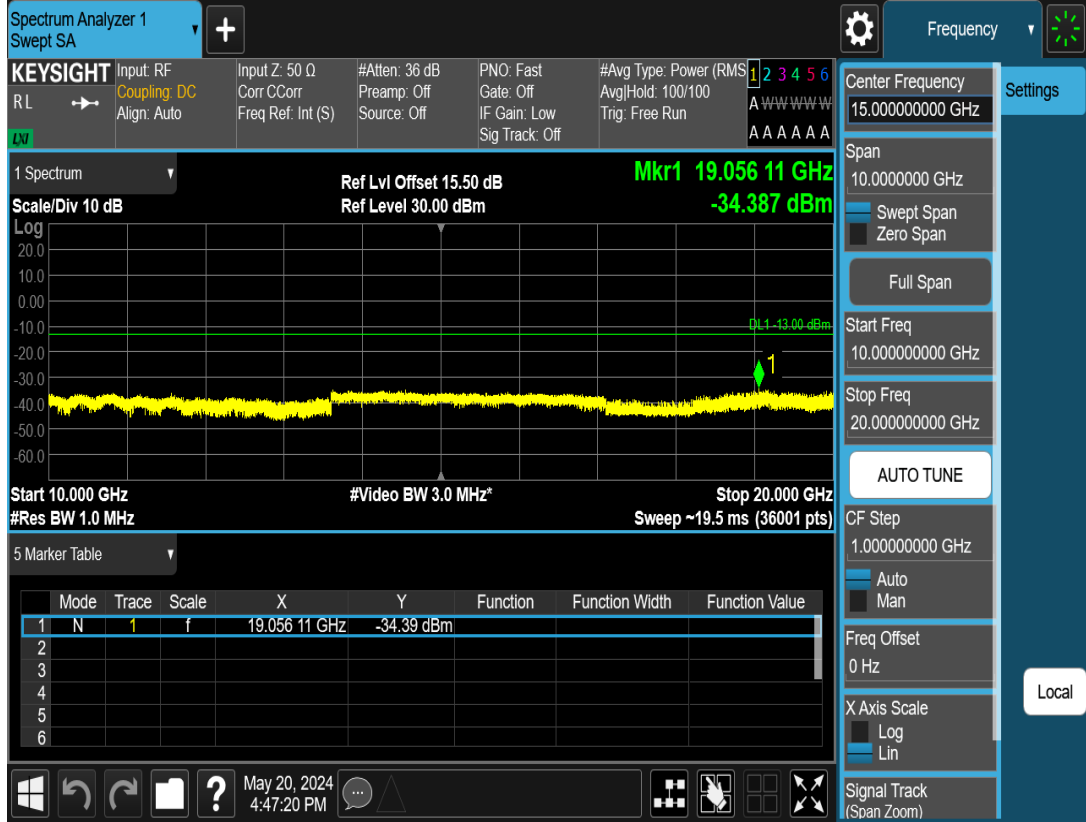 Spectrum Analyzer 1
Swept SA
+
Frequency
KEYSIGHT
RL
LXI
Input: RF
Coupling: DC
Align: Auto
Input Z: 50 Ω
Corr CCorr
Freq Ref: Int (S)
#Atten: 36 dB
Preamp: Off
Source: Off
PNO: Fast
Gate: Off
IF Gain: Low
Sig Track: Off
#Avg Type: Power (RMS
Avg|Hold: 100/100
Trig: Free Run
1 2 3 4 5 6
A W W W W W
A A A A A A
1 Spectrum
Scale/Div 10 dB
Ref Lvl Offset 15.50 dB
Ref Level 30.00 dBm
Mkr1 19.056 11 GHz
-34.387 dBm
Log
20.0
10.0
0.00
-10.0
-20.0
-30.0
-40.0
-50.0
-60.0
DL1 -13.00 dBm
1
Start 10.000 GHz
#Video BW 3.0 MHz*
Stop 20.000 GHz
#Res BW 1.0 MHz
Sweep ~19.5 ms (36001 pts)
5 Marker Table
Mode Trace Scale X Y Function Function Width Function Value
1 N 1 f 19.056 11 GHz -34.39 dBm
2
3
4
5
6
?
May 20, 2024
4:47:20 PM
Center Frequency
15.000000000 GHz
Settings
Span
10.0000000 GHz
Swept Span
Zero Span
Full Span
Start Freq
10.000000000 GHz
Stop Freq
20.000000000 GHz
AUTO TUNE
CF Step
1.000000000 GHz
Auto
Man
Freq Offset
0 Hz
Local
X Axis Scale
Log
Lin
Signal Track
(Span Zoom)